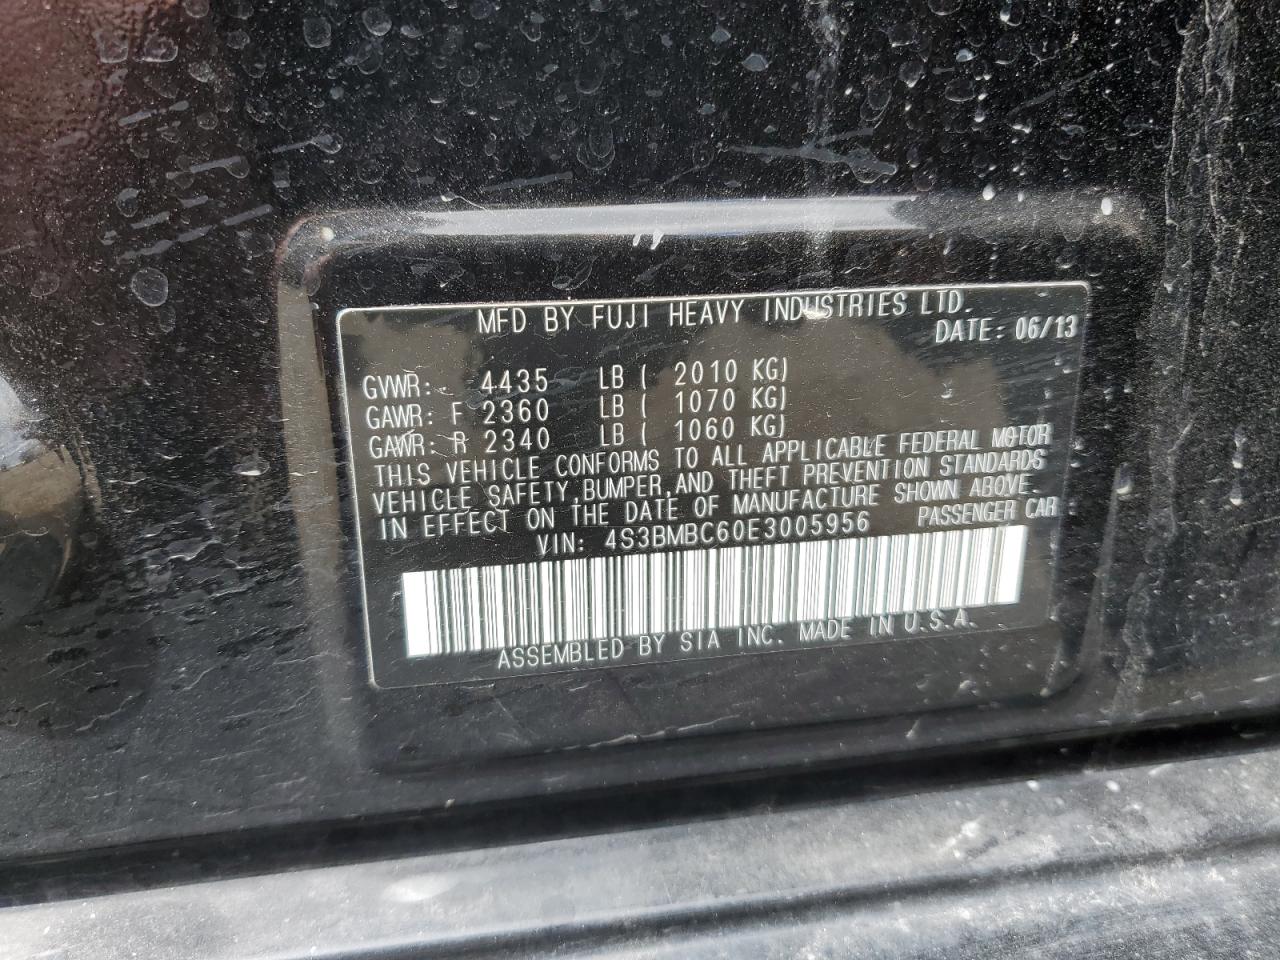 MFD BY FUJI HEAVY INDUSTRIES LTD.
DATE: 06/13
GVWR: 4435 LB ( 2010 KG)
GAWR: F 2360 LB ( 1070 KG)
GAWR: R 2340 LB ( 1060 KG)
THIS VEHICLE CONFORMS TO ALL APPLICABLE FEDERAL MOTOR
VEHICLE SAFETY, BUMPER, AND THEFT PREVENTION STANDARDS
IN EFFECT ON THE DATE OF MANUFACTURE SHOWN ABOVE.
VIN: 4S3BMBC60E3005956 PASSENGER CAR
ASSEMBLED BY SIA INC. MADE IN U.S.A.